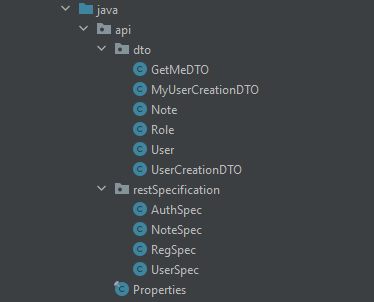 java
api
dto
C GetMeDTO
C MyUserCreationDTO
C Note
C Role
C User
C UserCreationDTO
restSpecification
C AuthSpec
C NoteSpec
C RegSpec
C UserSpec
C Properties